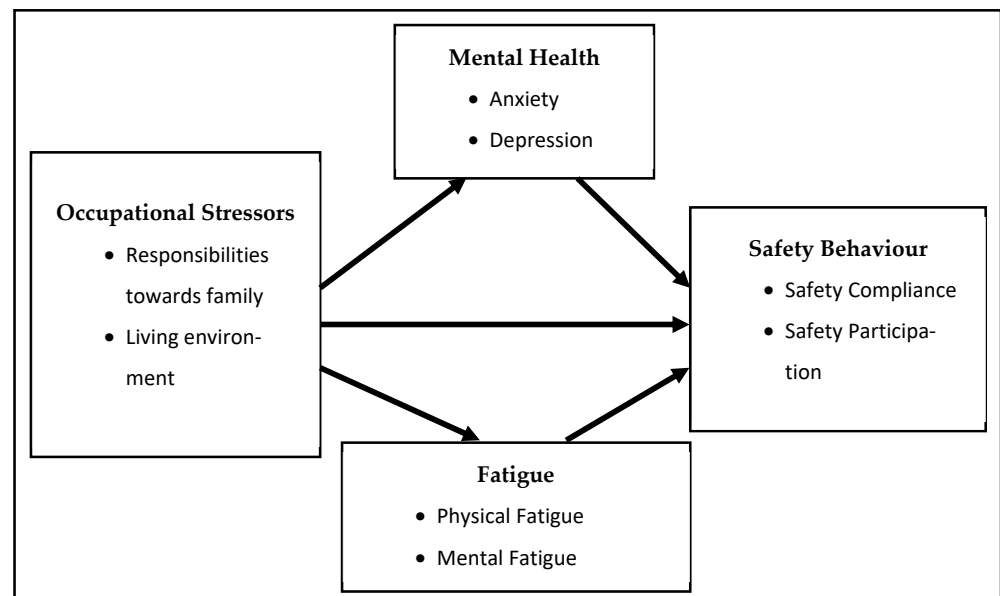 Mental Health
• Anxiety
• Depression
Occupational Stressors
• Responsibilities
towards family
• Living environ-
ment
Safety Behaviour
• Safety Compliance
• Safety Participa-
tion
Fatigue
• Physical Fatigue
• Mental Fatigue